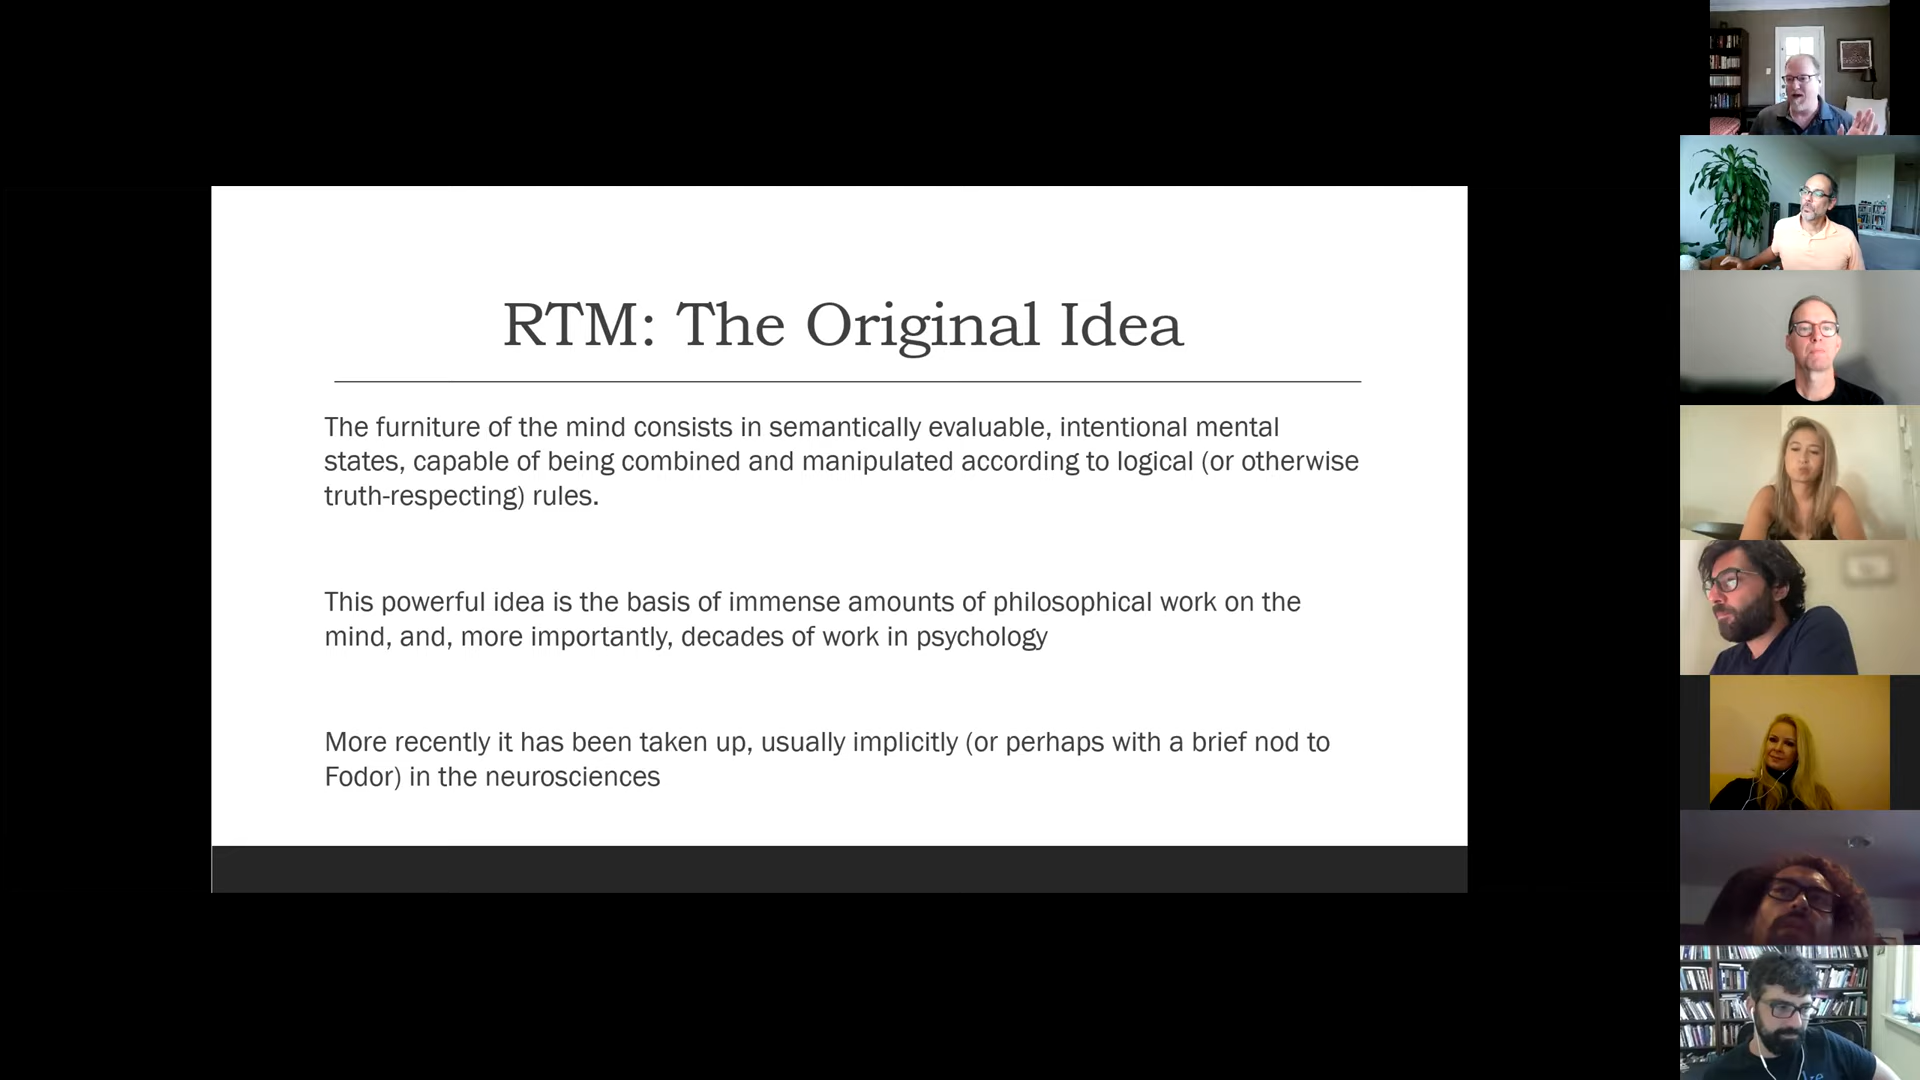 RTM: The Original Idea
The furniture of the mind consists in semantically evaluable, intentional mental
states, capable of being combined and manipulated according to logical (or otherwise
truth-respecting) rules.
This powerful idea is the basis of immense amounts of philosophical work on the
mind, and, more importantly, decades of work in psychology
More recently it has been taken up, usually implicitly (or perhaps with a brief nod to
Fodor) in the neurosciences